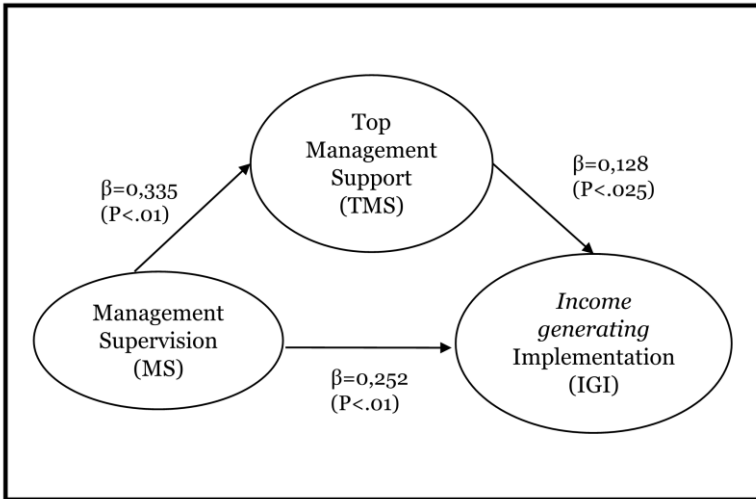 Top
Management
Support
(TMS)
β=0,335
(P<.01)
β=0,128
(P<.025)
Management
Supervision
(MS)
Income
generating
Implementation
(IGI)
β=0,252
(P<.01)